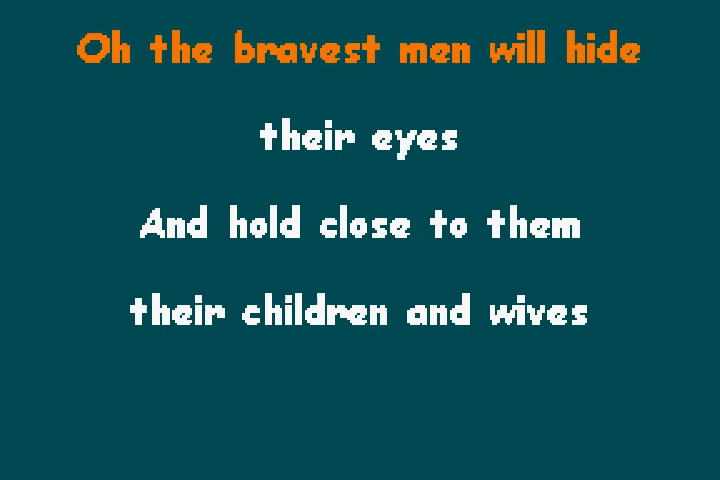 Oh the bravest men will hide
their eyes
And hold close to them
their children and wives